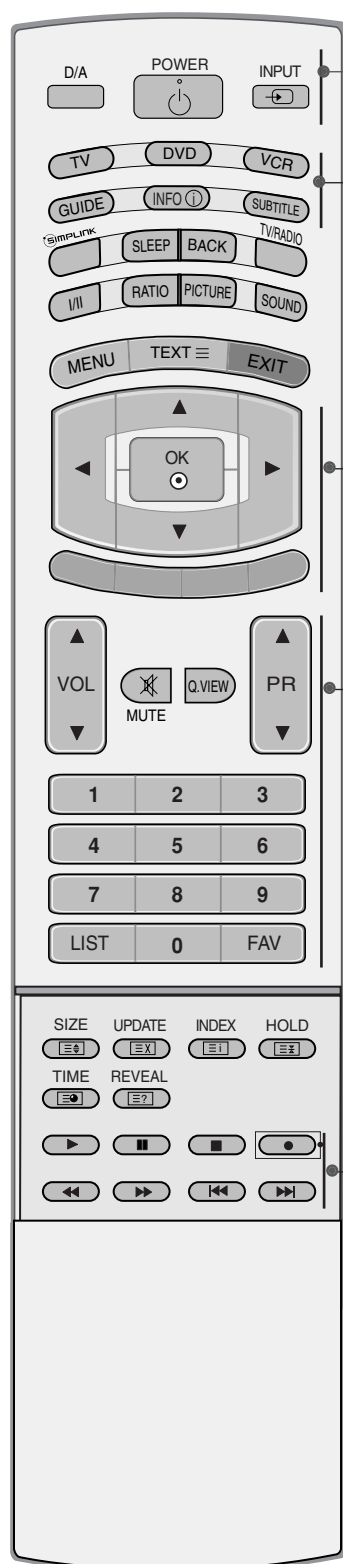 D/A POWER INPUT
TV DVD VCR
GUIDE INFO i SUBTITLE
SIMPLINK SLEEP BACK TV/RADIO
I/II RATIO PICTURE SOUND
MENU TEXT EXIT
OK
VOL MUTE Q.VIEW PR
1 2 3
4 5 6
7 8 9
LIST 0 FAV
SIZE UPDATE INDEX HOLD
X i
TIME REVEAL
?